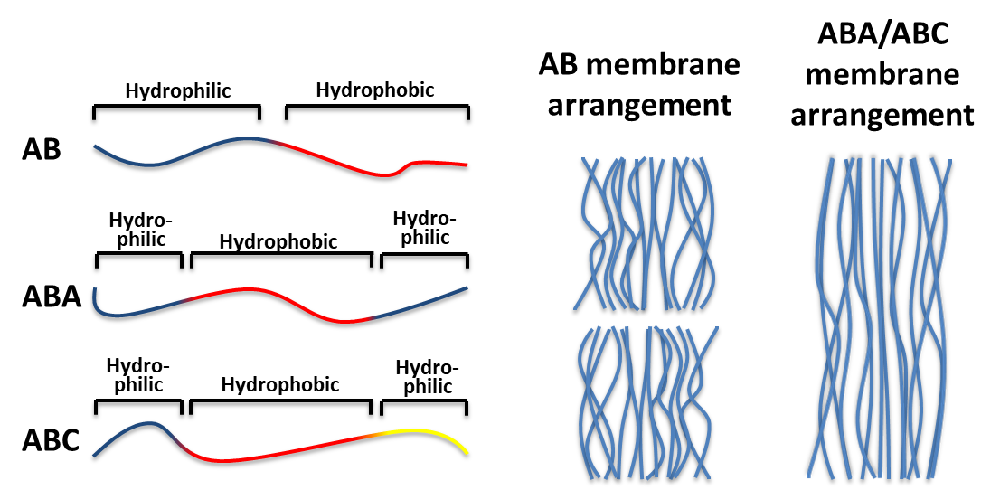 Hydrophilic
Hydrophobic
AB
Hydro-
philic
Hydrophobic
Hydro-
philic
ABA
Hydro-
philic
Hydrophobic
Hydro-
philic
ABC
AB membrane
arrangement
ABA/ABC
membrane
arrangement